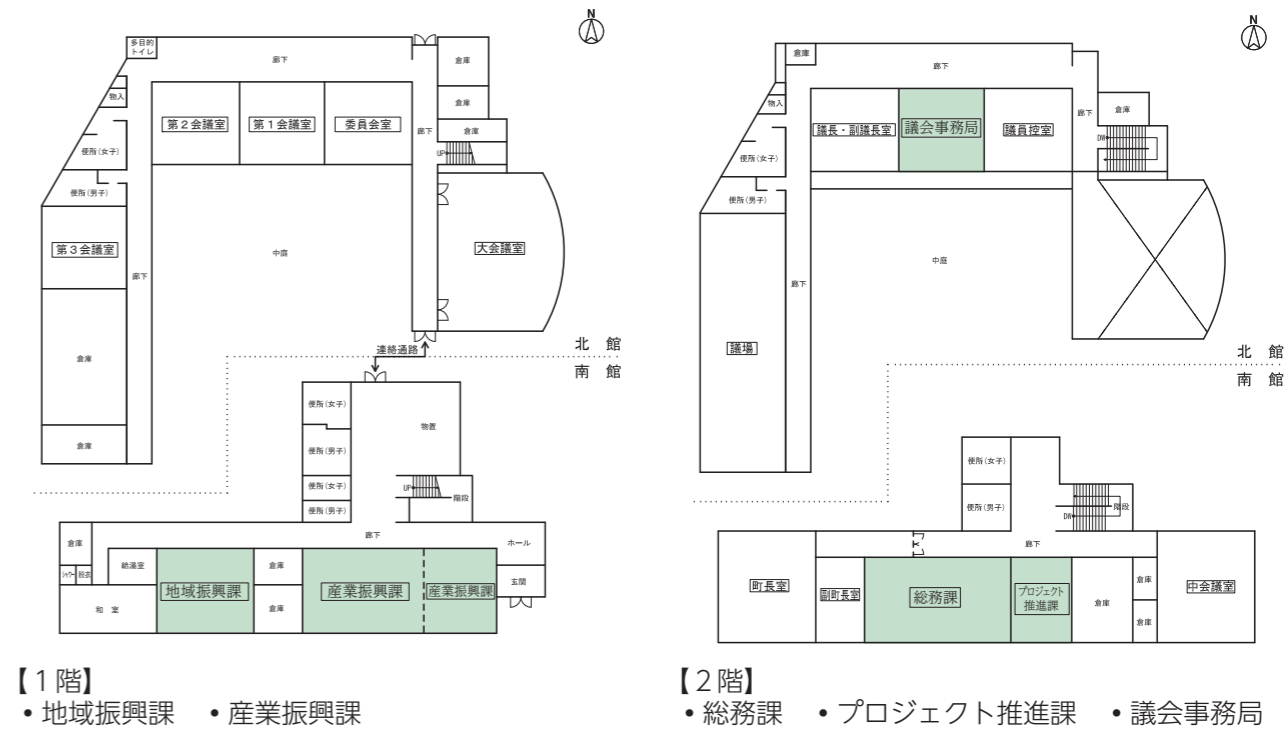 N
多目的
トイレ
廊下
倉庫
物入
第2会議室
第1会議室
委員会室
廊下
倉庫
倉庫
便所(女子)
UP
便所(男子)
第3会議室
廊下
中庭
大会議室
倉庫
連絡通路
北 館
南 館
倉庫
便所(女子)
物置
便所(男子)
便所(女子)
UP
階段
便所(男子)
倉庫
廊下
ホール
シャワー
脱衣
給湯室
地域振興課
倉庫
産業振興課
産業振興課
玄関
和 室
倉庫
【1階】
• 地域振興課 • 産業振興課
N
倉庫
廊下
物入
議長・副議長室
議会事務局
議員控室
廊下
倉庫
DW
便所(女子)
便所(男子)
廊下
中庭
議場
北 館
南 館
便所(女子)
便所(男子)
DW
階段
廊下
町長室
副町長室
総務課
プロジェクト
推進課
倉庫
倉庫
倉庫
中会議室
【2階】
• 総務課 • プロジェクト推進課 • 議会事務局